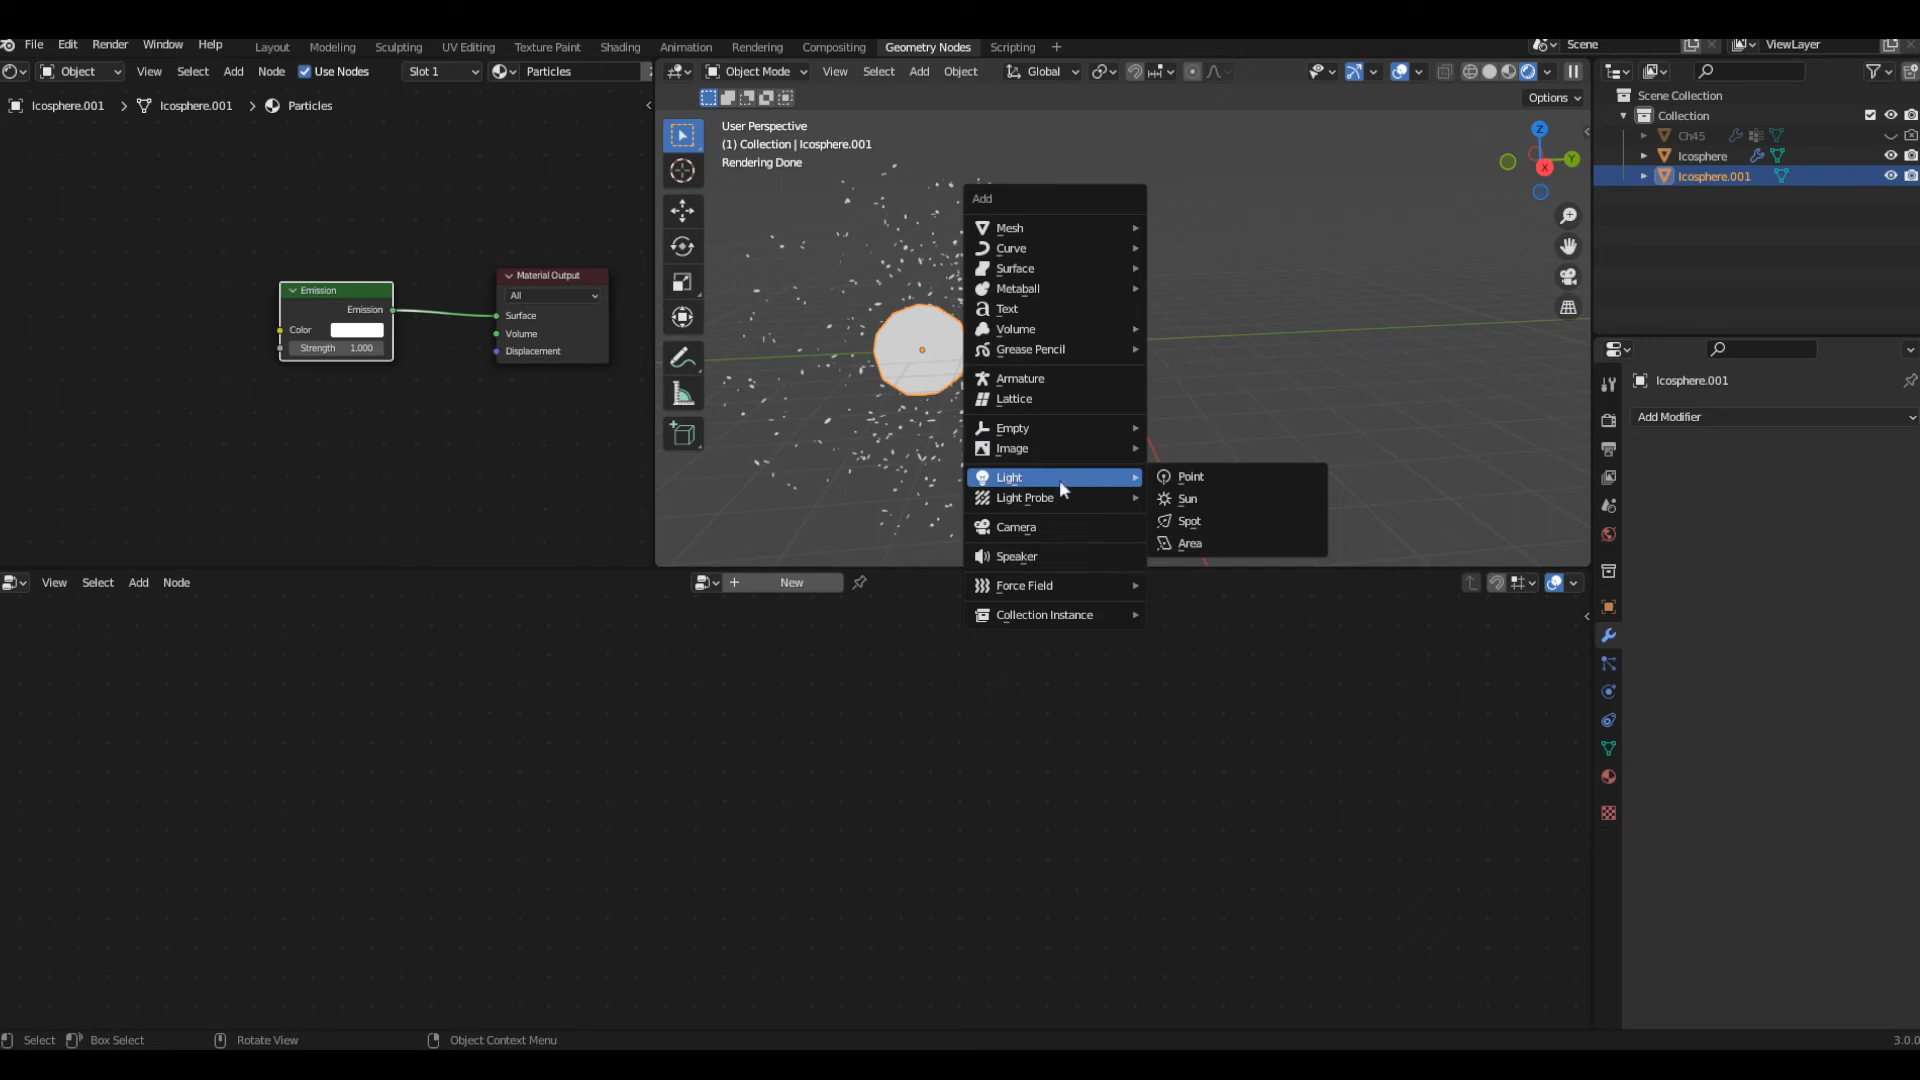 File Edit Render Window Help Layout Modeling Sculpting UV Editing Texture Paint Shading Animation Rendering Compositing Geometry Nodes Scripting + Scene ViewLayer
Object View Select Add Node Use Nodes Slot 1 Particles
Object Mode View Select Add Object Global
Icosphere.001 > Icosphere.001 > Particles
Options
User Perspective
(1) Collection | Icosphere.001
Rendering Done
Z
Y
X
Emission
Emission
Color
Strength 1.000
Material Output
All
Surface
Volume
Displacement
Add
Mesh
Curve
Surface
Metaball
Text
Volume
Grease Pencil
Armature
Lattice
Empty
Image
Light
Light Probe
Camera
Speaker
Force Field
Collection Instance
Point
Sun
Spot
Area
Scene Collection
Collection
Ch45
Icosphere
Icosphere.001
Icosphere.001
Add Modifier
View Select Add Node
New
Select Box Select Rotate View Object Context Menu 3.0.0